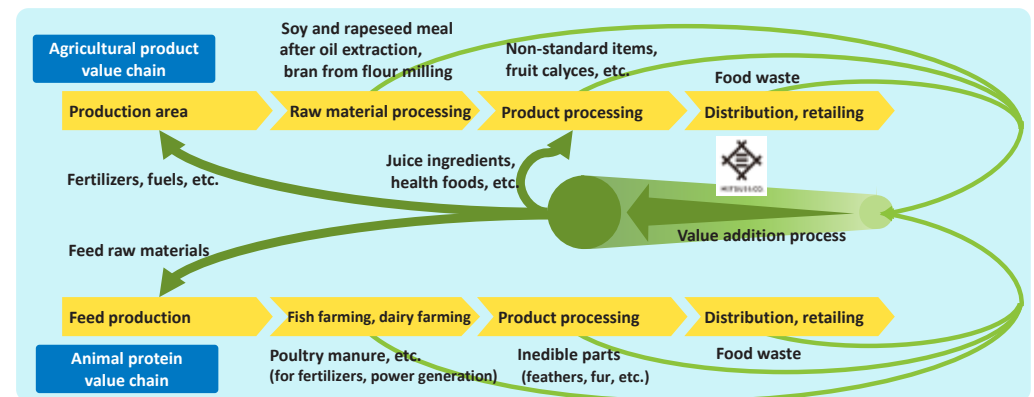 Agricultural product
value chain
Soy and rapeseed meal
after oil extraction,
bran from flour milling
Non-standard items,
fruit calyces, etc.
Food waste
Production area
Raw material processing
Product processing
Distribution, retailing
Fertilizers, fuels, etc.
Juice ingredients,
health foods, etc.
MITSUI & CO.
Value addition process
Feed raw materials
Feed production
Fish farming, dairy farming
Product processing
Distribution, retailing
Animal protein
value chain
Poultry manure, etc.
(for fertilizers, power generation)
Inedible parts
(feathers, fur, etc.)
Food waste